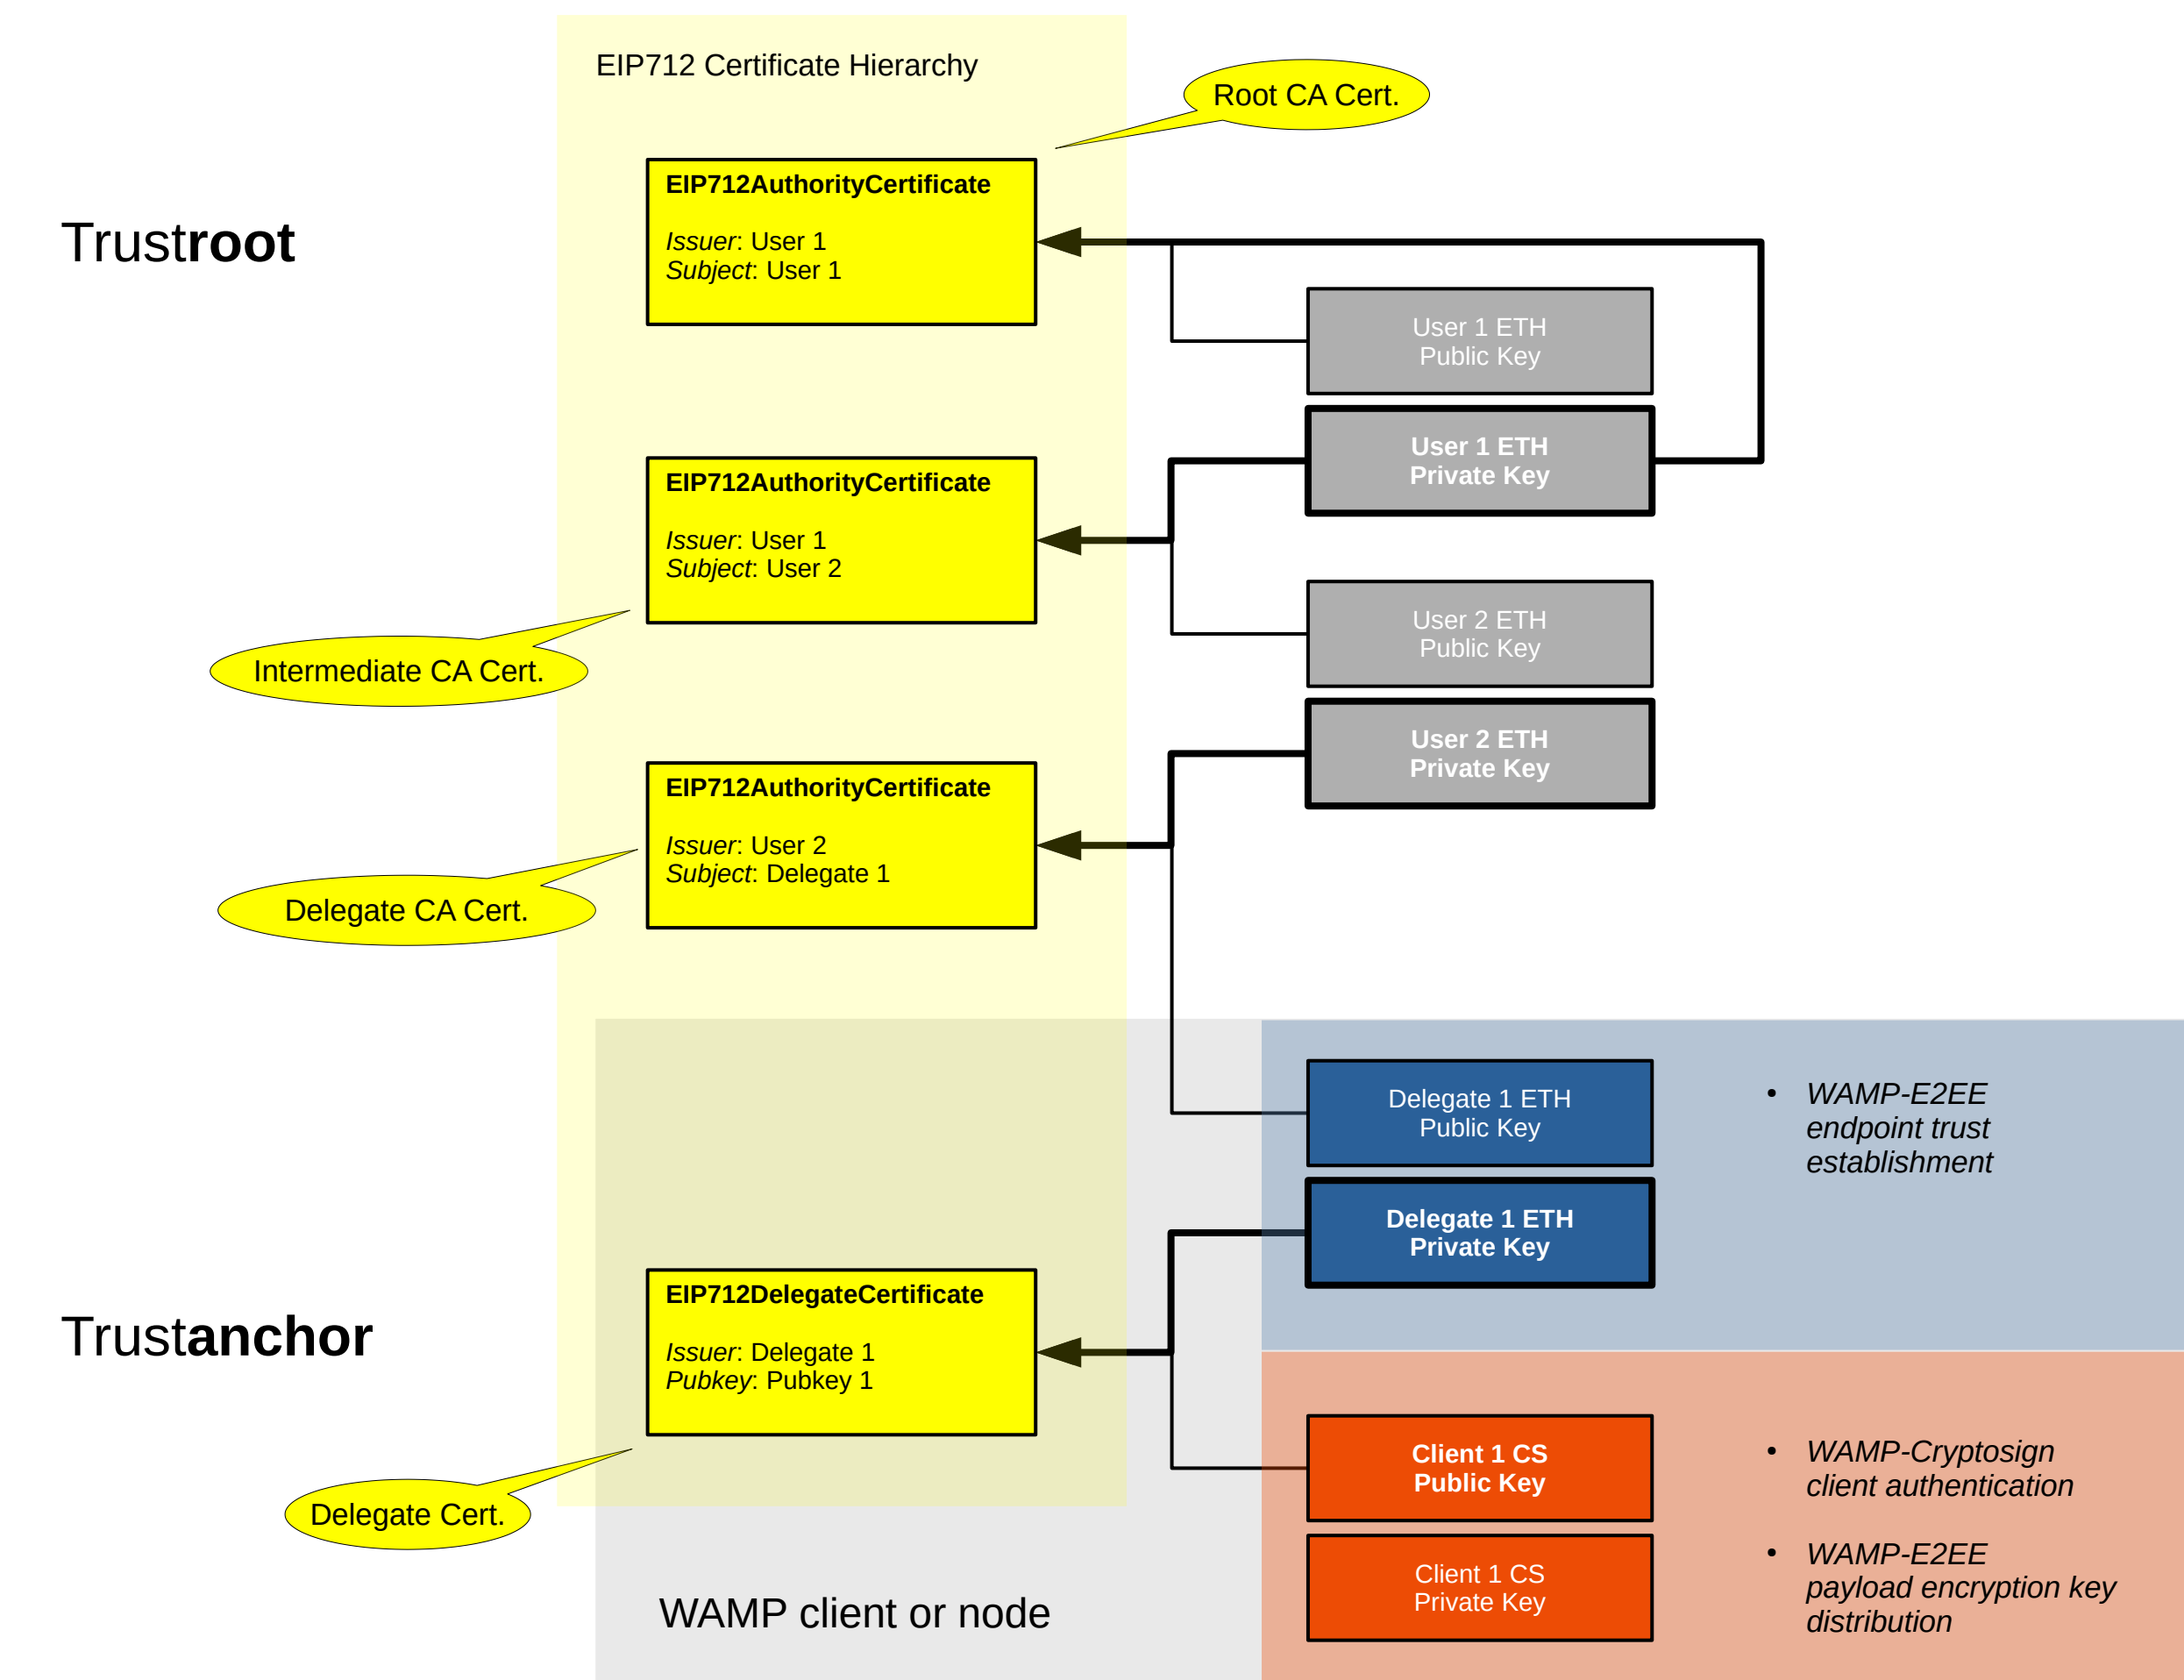 EIP712 Certificate Hierarchy
Root CA Cert.
EIP712AuthorityCertificate
Issuer: User 1
Subject: User 1
Trustroot
User 1 ETH
Public Key
User 1 ETH
Private Key
EIP712AuthorityCertificate
Issuer: User 1
Subject: User 2
Intermediate CA Cert.
User 2 ETH
Public Key
User 2 ETH
Private Key
EIP712AuthorityCertificate
Issuer: User 2
Subject: Delegate 1
Delegate CA Cert.
Delegate 1 ETH
Public Key
• WAMP-E2EE
endpoint trust
establishment
Delegate 1 ETH
Private Key
EIP712DelegateCertificate
Issuer: Delegate 1
Pubkey: Pubkey 1
Trustanchor
Delegate Cert.
Client 1 CS
Public Key
• WAMP-Cryptosign
client authentication
Client 1 CS
Private Key
• WAMP-E2EE
payload encryption key
distribution
WAMP client or node